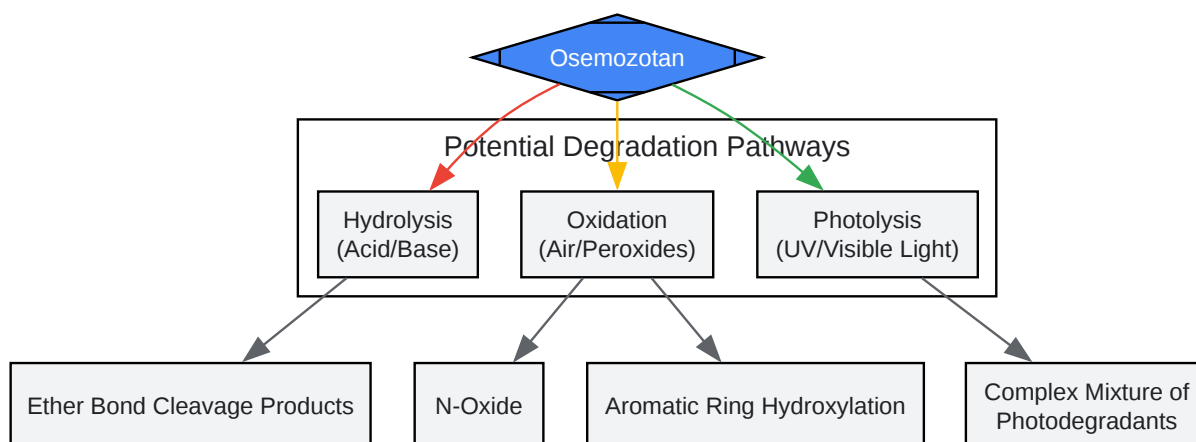 Osemozotan
Potential Degradation Pathways
Hydrolysis
(Acid/Base)
Oxidation
(Air/Peroxides)
Photolysis
(UV/Visible Light)
Ether Bond Cleavage Products
N-Oxide
Aromatic Ring Hydroxylation
Complex Mixture of
Photodegradants